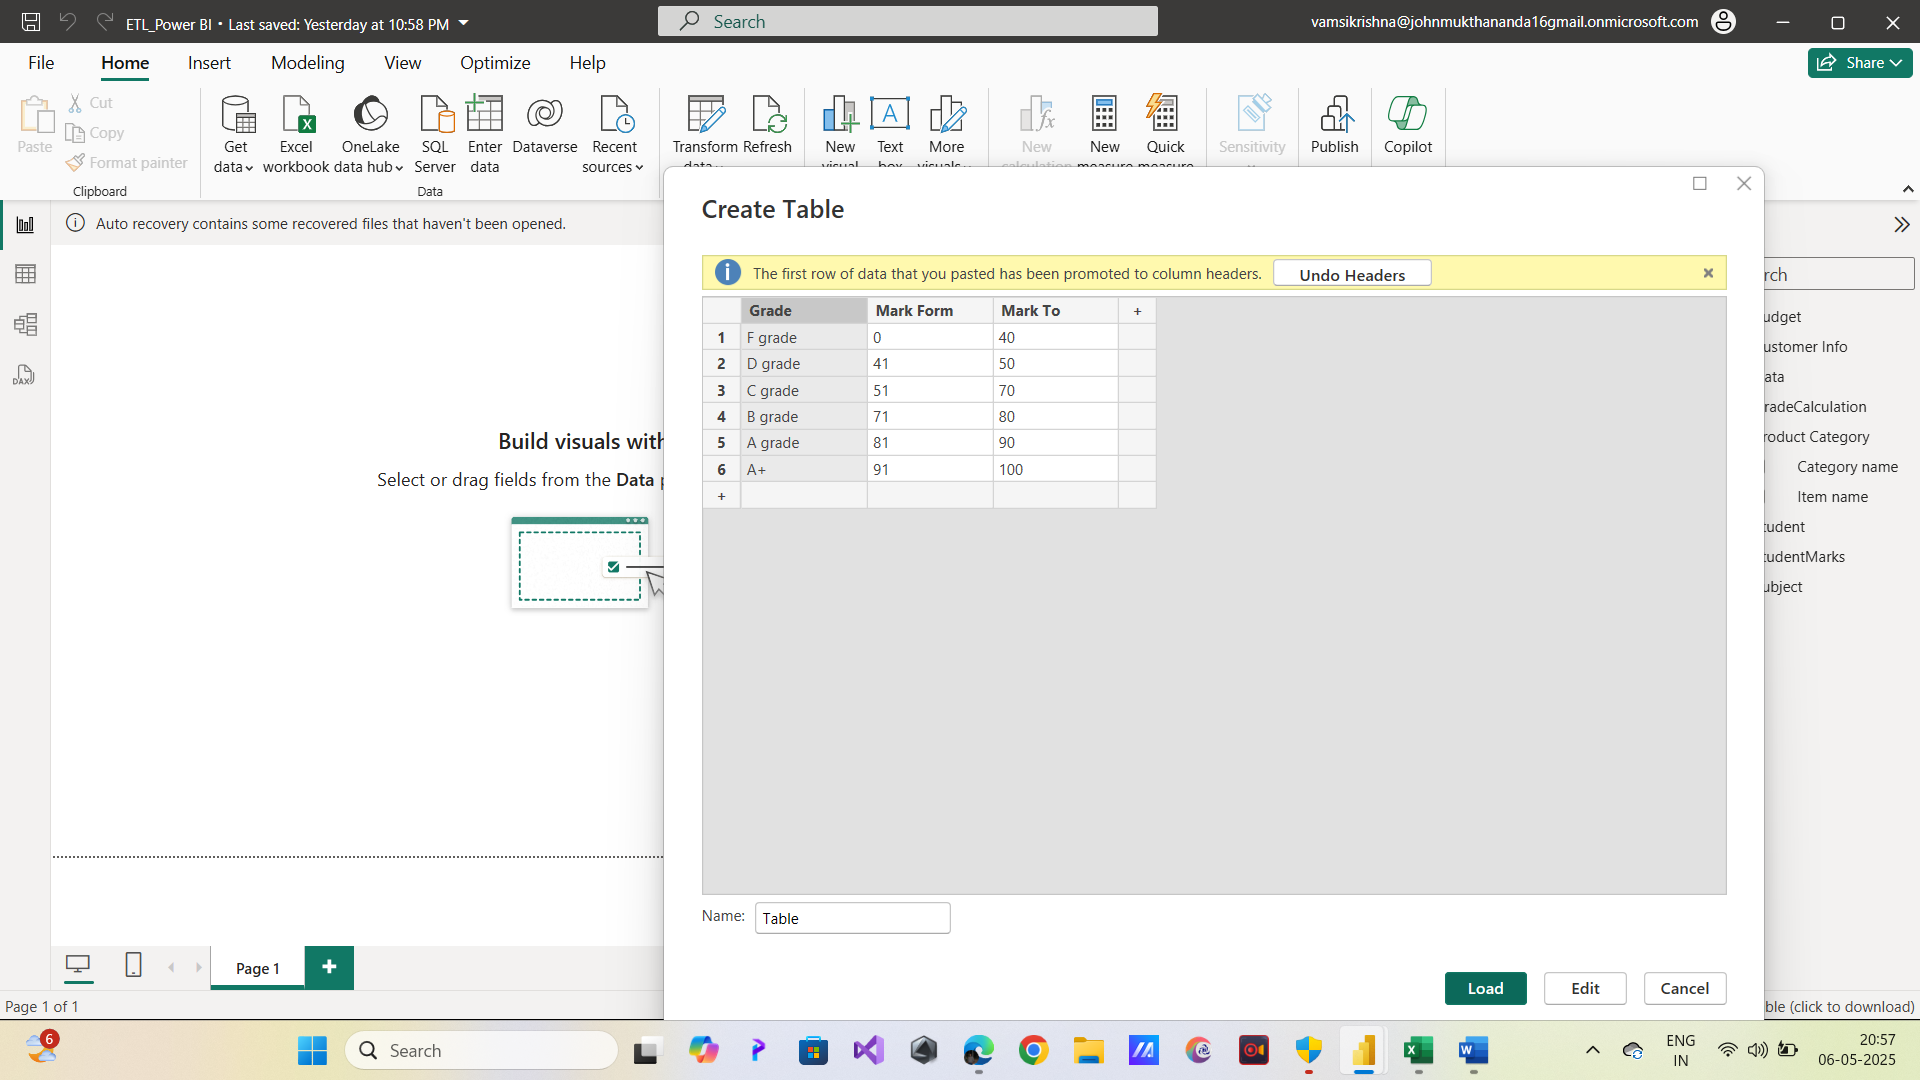 ETL_Power BI • Last saved: Yesterday at 10:58 PM
Search
vamsikrishna@johnmukthananda16gmail.onmicrosoft.com
File Home Insert Modeling View Optimize Help
Share
Paste
Cut
Copy
Format painter
Clipboard
Get data
Excel workbook
OneLake data hub
SQL Server
Enter data
Dataverse
Recent sources
Data
Transform data
Refresh
New visual
Text box
More visuals
New calculation
New measure
Quick measure
Sensitivity
Publish
Copilot
Auto recovery contains some recovered files that haven't been opened.
Build visuals with
Select or drag fields from the Data
Create Table
The first row of data that you pasted has been promoted to column headers. Undo Headers
Grade Mark Form Mark To +
1 F grade 0 40
2 D grade 41 50
3 C grade 51 70
4 B grade 71 80
5 A grade 81 90
6 A+ 91 100
+
Name: Table
Load Edit Cancel
rch
udget
ustomer Info
ata
radeCalculation
roduct Category
Category name
Item name
tudent
tudentMarks
ubject
Page 1
+
Page 1 of 1
ble (click to download)
6
Search
ENG
IN
20:57
06-05-2025